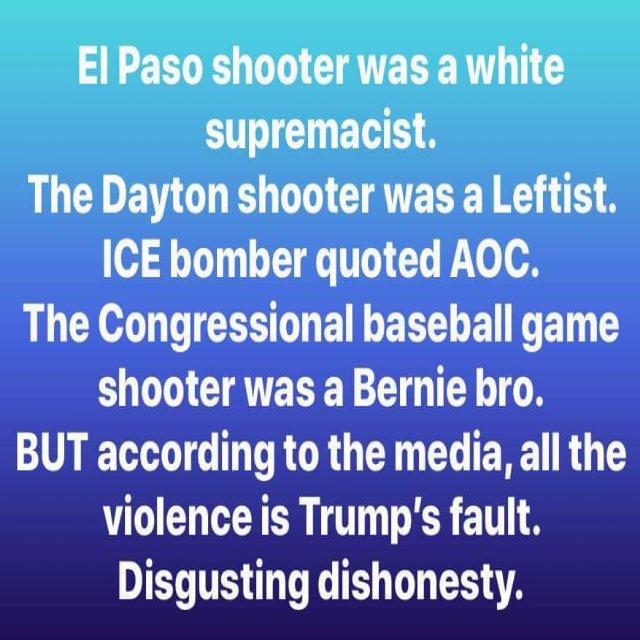 El Paso shooter was a white
supremacist.
The Dayton shooter was a Leftist.
ICE bomber quoted AOC.
The Congressional baseball game
shooter was a Bernie bro.
BUT according to the media, all the
violence is Trump’s fault.
Disgusting dishonesty.